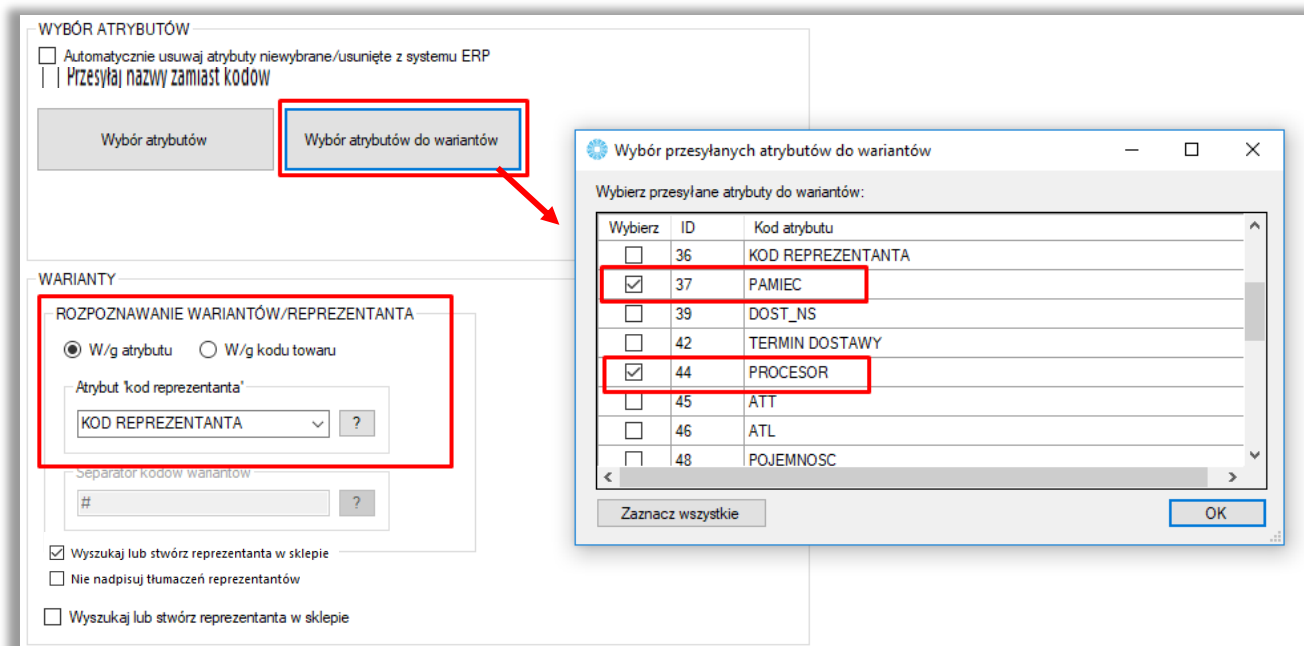 WYBÓR ATRYBUTÓW
Automatycznie usuwaj atrybuty niewybrane/usunięte z systemu ERP
Przesyłaj nazwy zamiast kodow
Wybór atrybutów
Wybór atrybutów do wariantów
WARIANTY
ROZPOZNAWANIE WARIANTÓW/REPREZENTANTA
W/g atrybutu
W/g kodu towaru
Atrybut 'kod reprezentanta'
KOD REPREZENTANTA
?
Separator kodów wariantów
#
?
Wyszukaj lub stwórz reprezentanta w sklepie
Nie nadpisuj tłumaczeń reprezentantów
Wyszukaj lub stwórz reprezentanta w sklepie
Wybór przesyłanych atrybutów do wariantów
Wybierz przesyłane atrybuty do wariantów:
Wybierz ID Kod atrybutu
36 KOD REPREZENTANTA
37 PAMIEC
39 DOST_NS
42 TERMIN DOSTAWY
44 PROCESOR
45 ATT
46 ATL
48 POJEMNOSC
Zaznacz wszystkie
OK